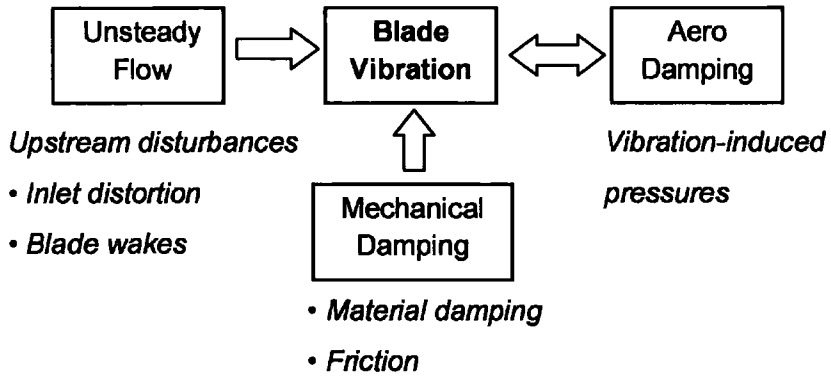 Unsteady
Flow
Blade
Vibration
Aero
Damping
Upstream disturbances
• Inlet distortion
• Blade wakes
Vibration-induced
pressures
Mechanical
Damping
• Material damping
• Friction